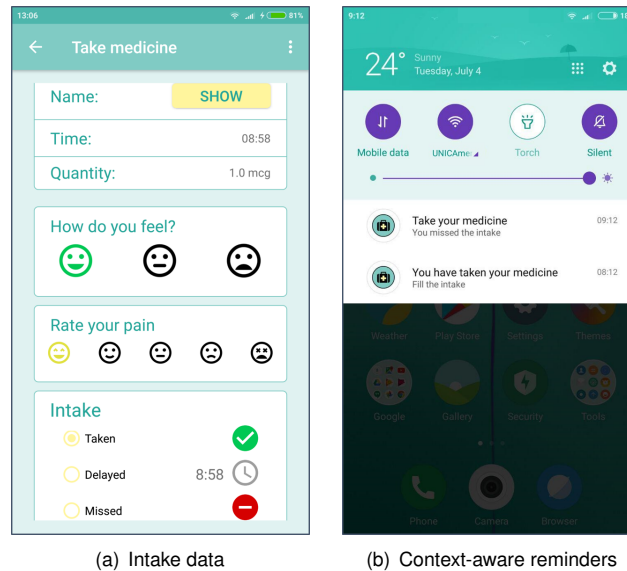 13:06
81%
Take medicine
Name:
SHOW
Time:
08:58
Quantity:
1.0 mcg
How do you feel?
Rate your pain
Intake
Taken
Delayed
8:58
Missed
(a) Intake data
9:12
18
24°
Sunny
Tuesday, July 4
Mobile data
UNICAme
Torch
Silent
Take your medicine
09:12
You missed the intake
You have taken your medicine
08:12
Fill the intake
Weather
Play Store
Settings
Themes
Google
Gallery
Security
Tools
Phone
Camera
Browser
(b) Context-aware reminders